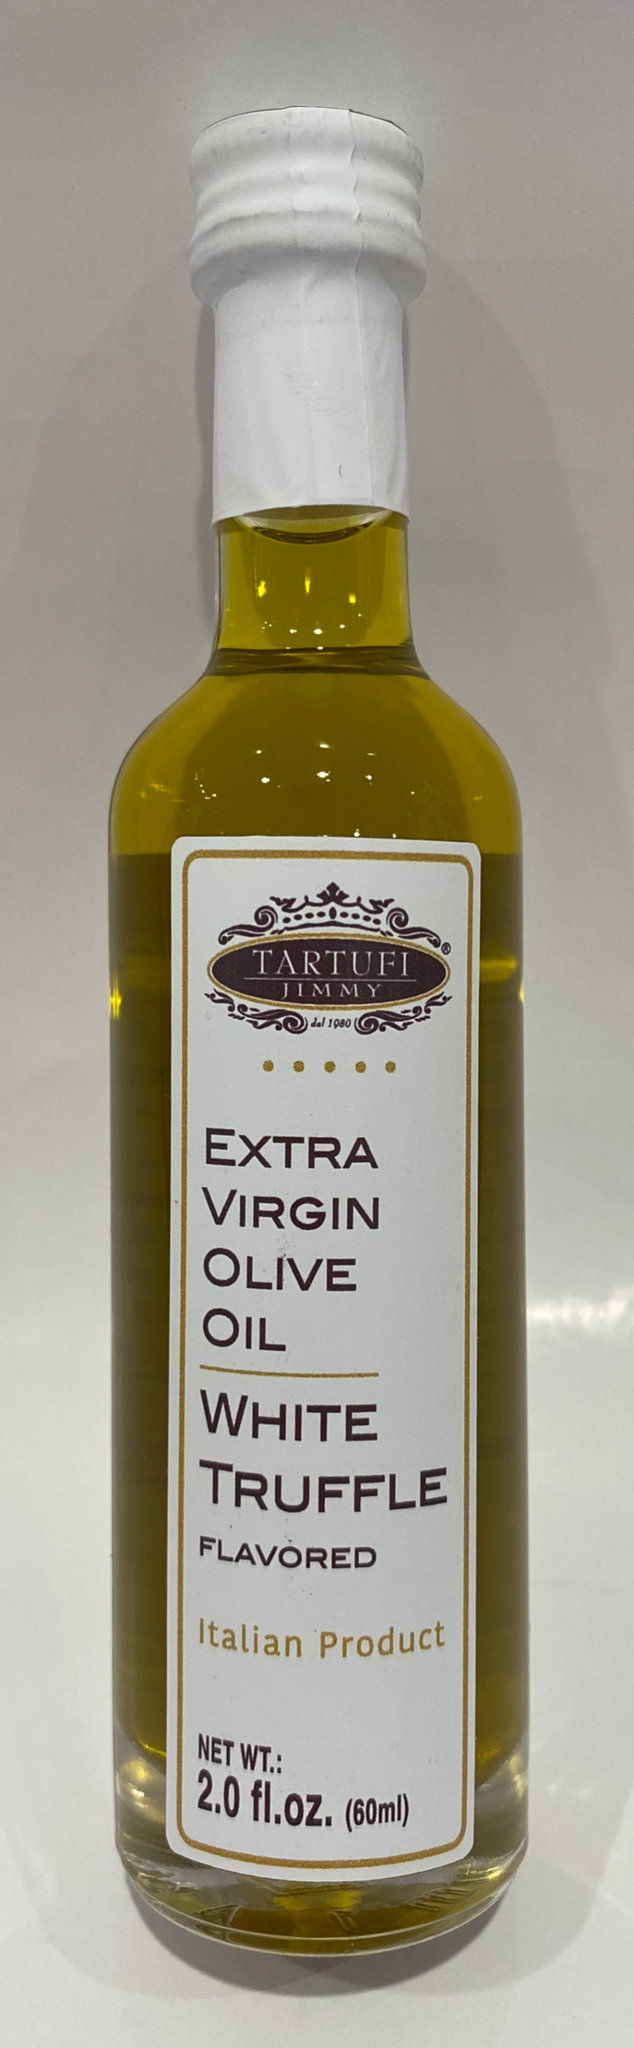 TARTUFI®
JIMMY
dal 1980
EXTRA
VIRGIN
OLIVE
OIL
WHITE
TRUFFLE
FLAVORED
Italian Product
NET WT.:
2.0 fl.oz. (60ml)